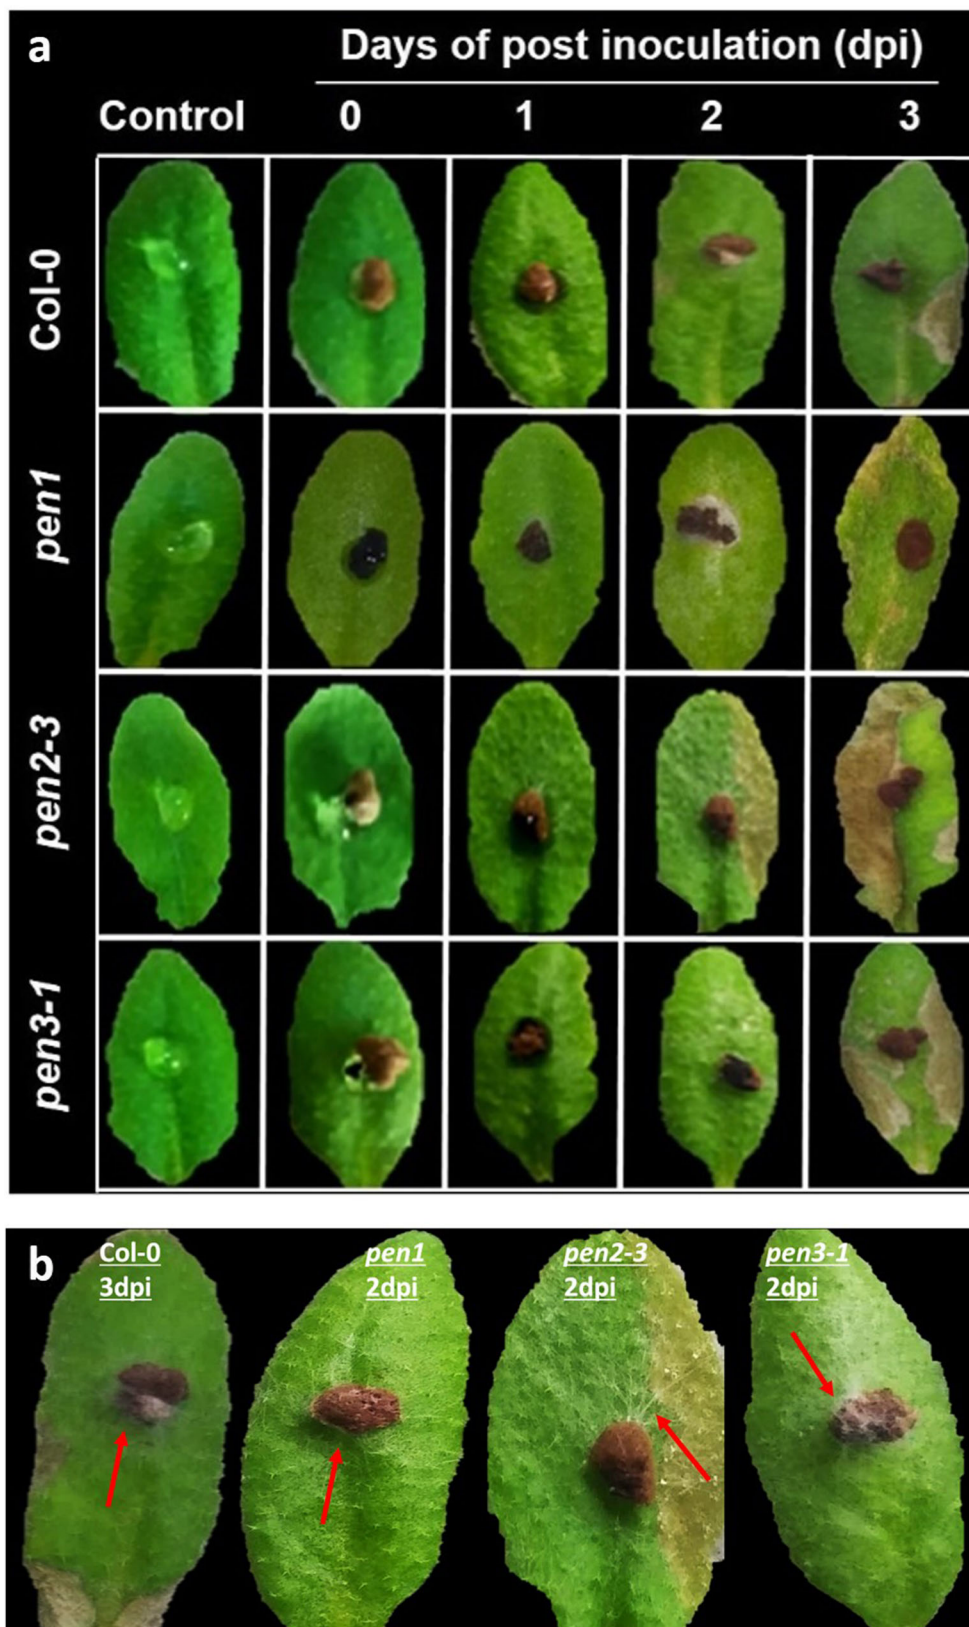 a
Days of post inoculation (dpi)
Control 0 1 2 3
Col-0
pen1
pen2-3
pen3-1
b
Col-0
3dpi
pen1
2dpi
pen2-3
2dpi
pen3-1
2dpi